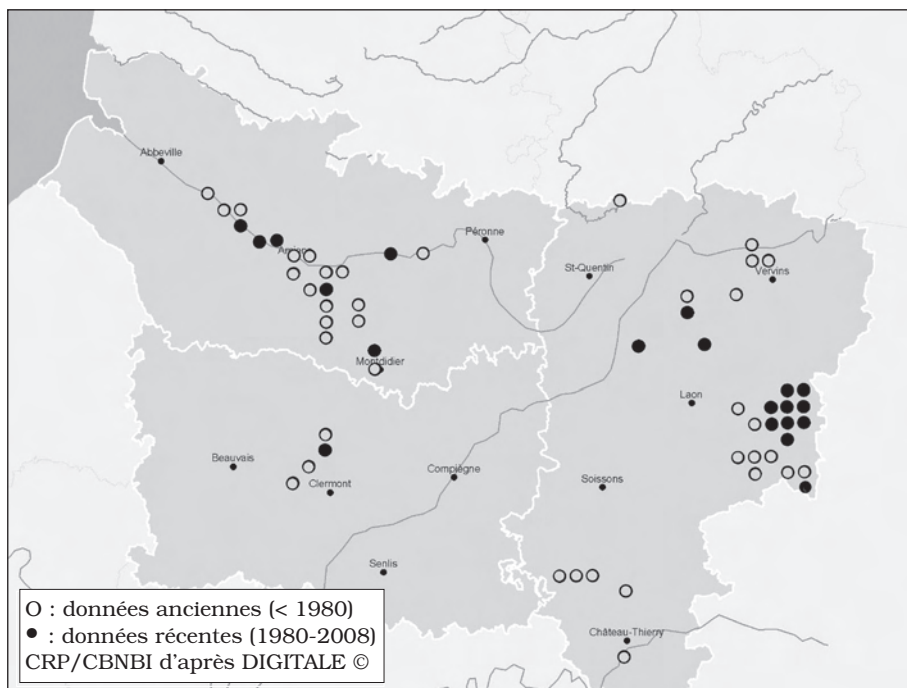 Abbeville
Amiens
Péronne
St-Quentin
Vervins
Montdidier
Laon
Beauvais
Clermont
Compiègne
Soissons
Senlis
Château-Thierry
O : données anciennes (< 1980)
● : données récentes (1980-2008)
CRP/CBNBI d'après DIGITALE ©